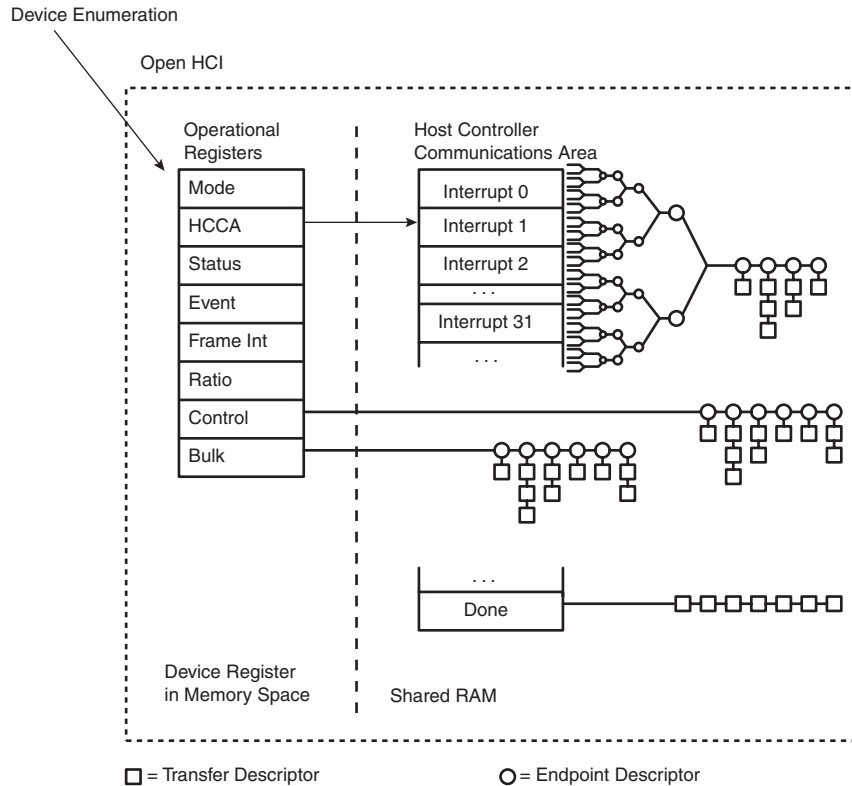 Device Enumeration
Open HCI
Operational
Registers
Mode
HCCA
Status
Event
Frame Int
Ratio
Control
Bulk
Device Register
in Memory Space
Host Controller
Communications Area
Interrupt 0
Interrupt 1
Interrupt 2
. . .
Interrupt 31
. . .
. . .
Done
Shared RAM
= Transfer Descriptor
= Endpoint Descriptor